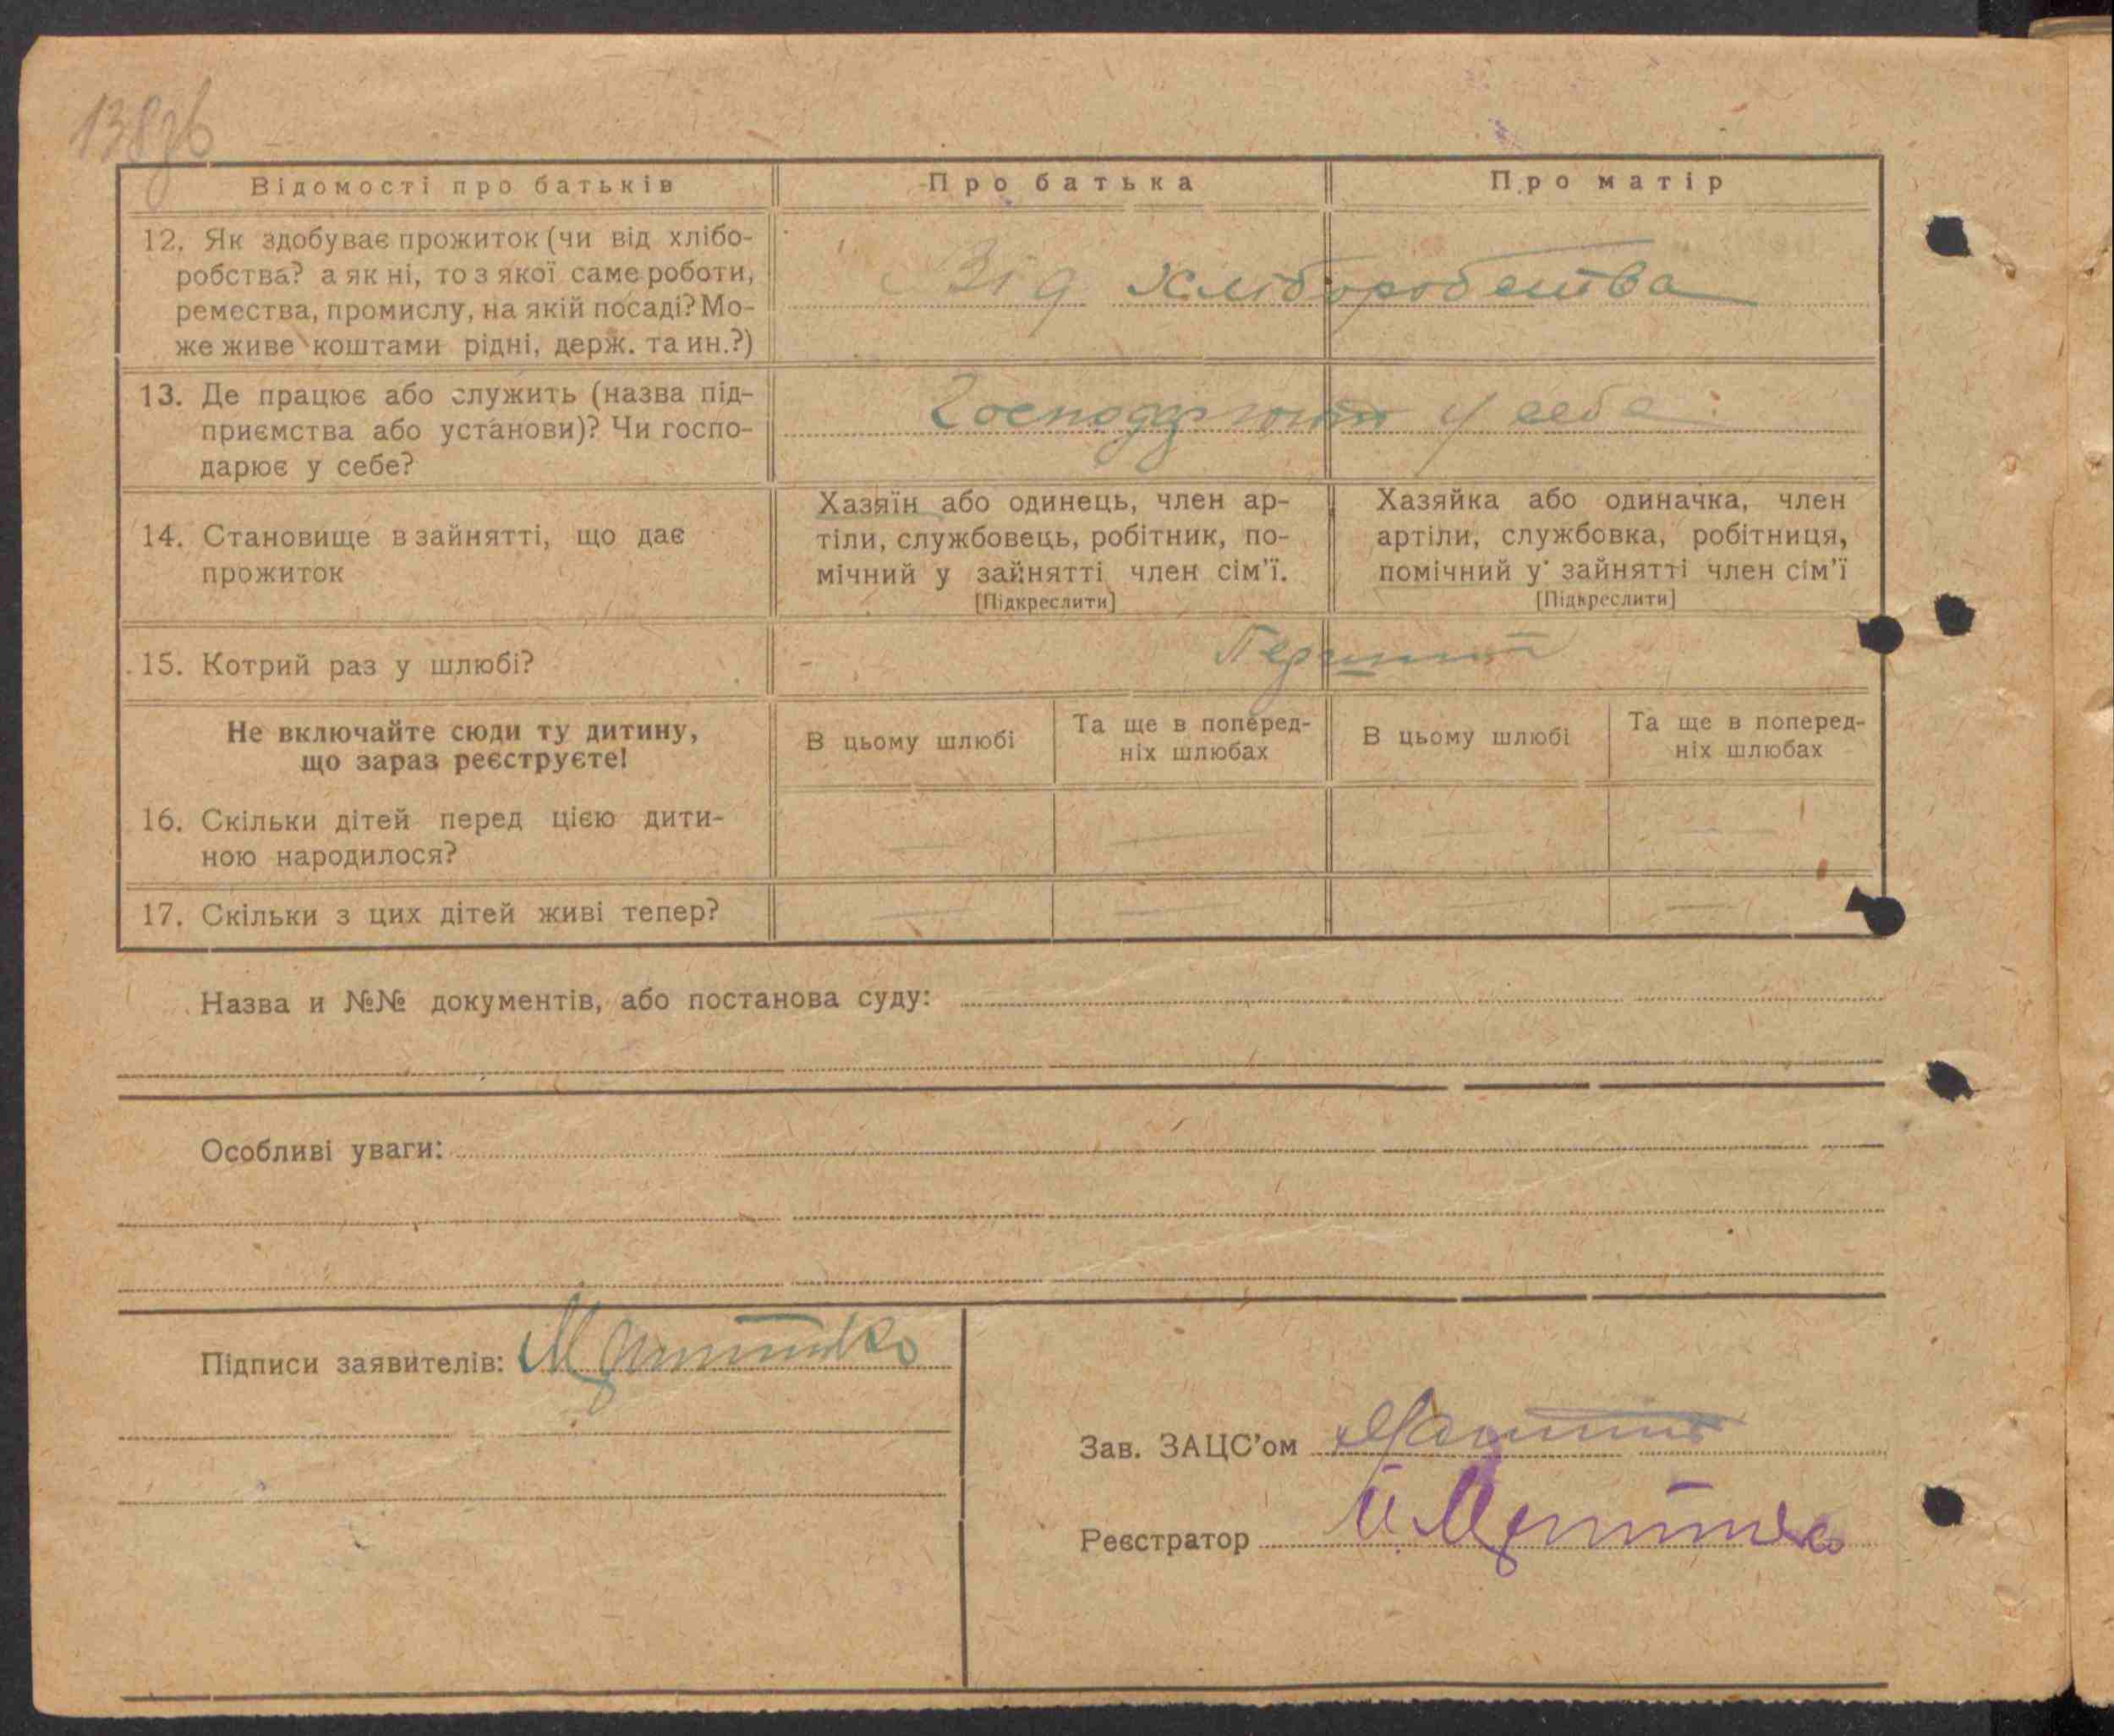 138зв
Відомості про батьків
Про батька
Про матір
12. Як здобуває прожиток (чи від хлібо-
робства? а як ні, то з якої саме роботи,
ремества, промислу, на якій посаді? Мо-
же живе коштами рідні, держ. та ин.?)
Від хліборобства
13. Де працює або служить (назва під-
приємства або установи)? Чи госпо-
дарює у себе?
Господарюють у себе
14. Становище в зайнятті, що дає
прожиток
Хазяїн або одинець, член ар-
тіли, службовець, робітник, по-
мічний у зайнятті член сім'ї.
[Підкреслити]
Хазяйка або одиначка, член
артіли, службовка, робітниця,
помічний у зайнятті член сім'ї
[Підкреслити]
15. Котрий раз у шлюбі?
Перший
Не включайте сюди ту дитину,
що зараз реєструєте!
В цьому шлюбі
Та ще в поперед-
ніх шлюбах
В цьому шлюбі
Та ще в поперед-
ніх шлюбах
16. Скільки дітей перед цією дити-
ною народилося?
— — — —
17. Скільки з цих дітей живі тепер?
— — — —
Назва и №№ документів, або постанова суду:
Особливі уваги:
Підписи заявителів:
Зав. ЗАЦС'ом
Реєстратор